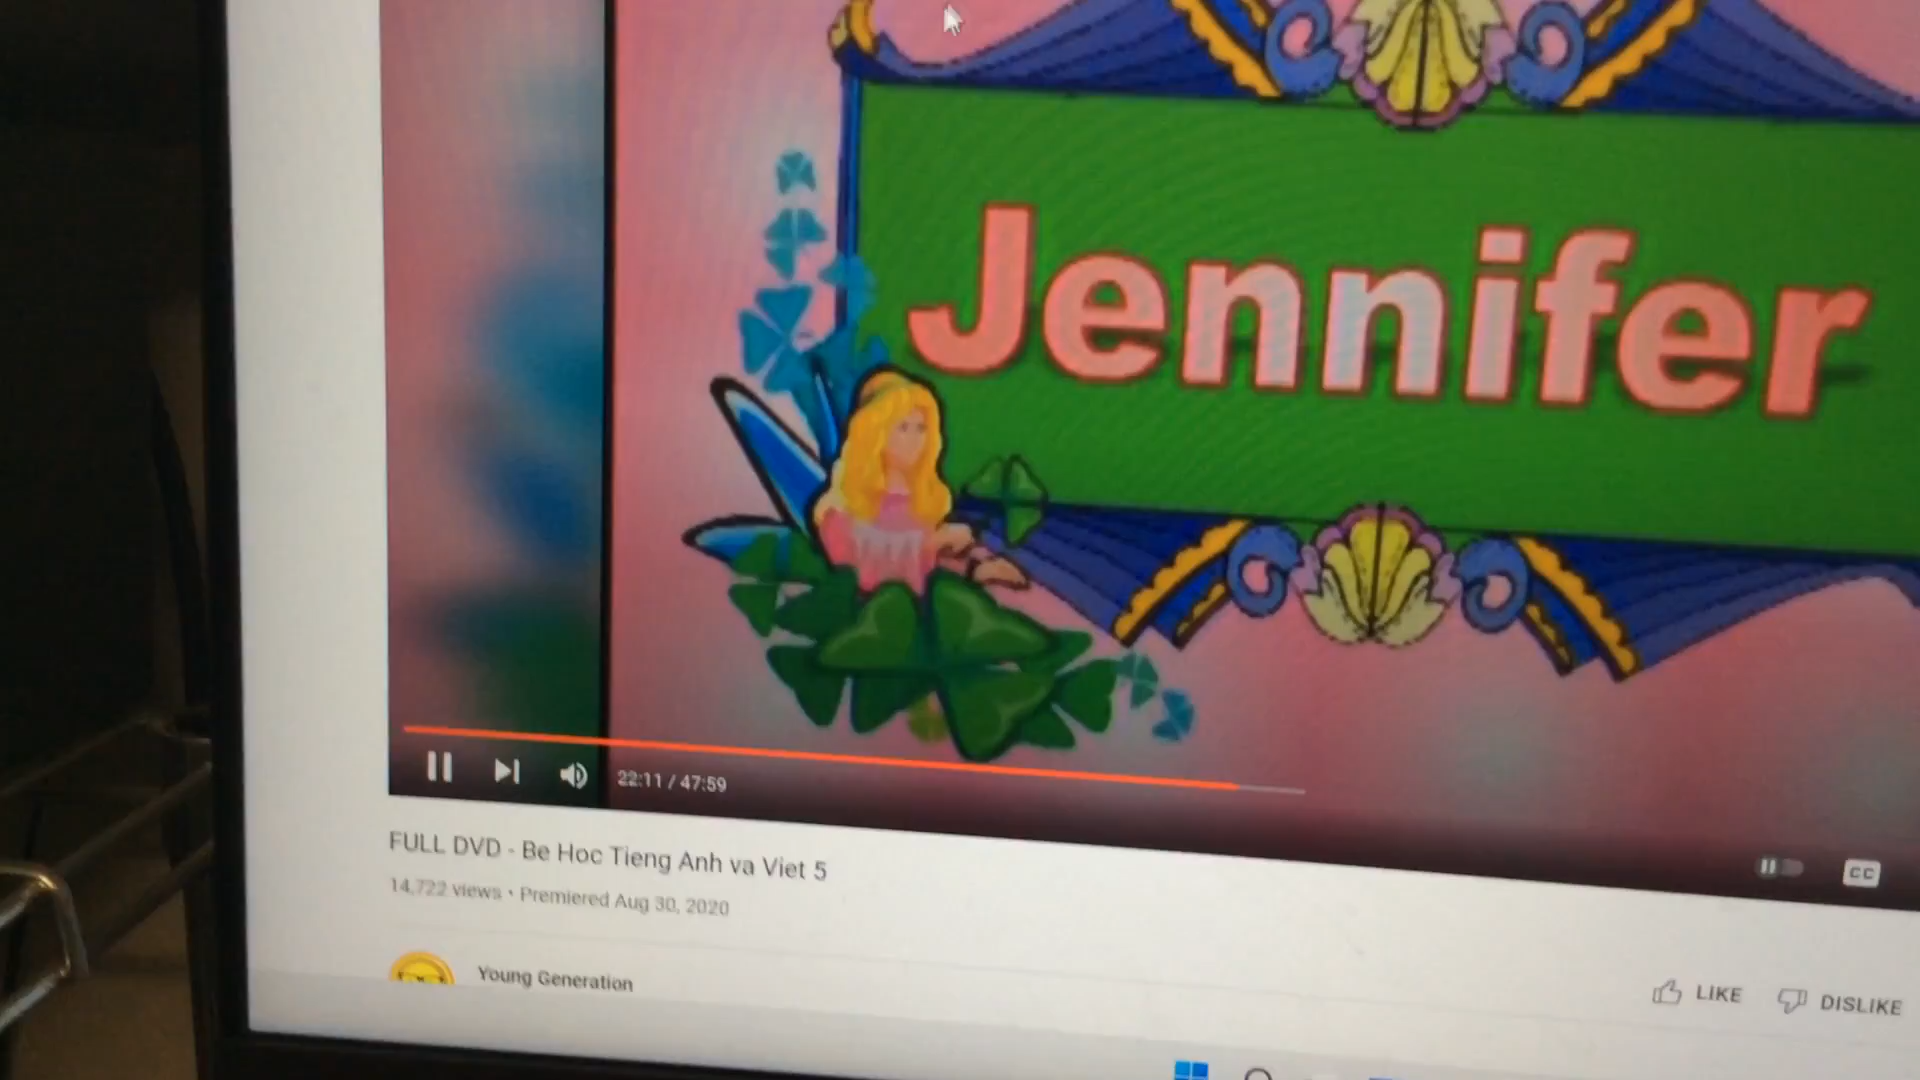 Jennifer
22:11 / 47:59
CC
FULL DVD - Be Hoc Tieng Anh va Viet 5
14,722 views • Premiered Aug 30, 2020
Young Generation
LIKE
DISLIKE